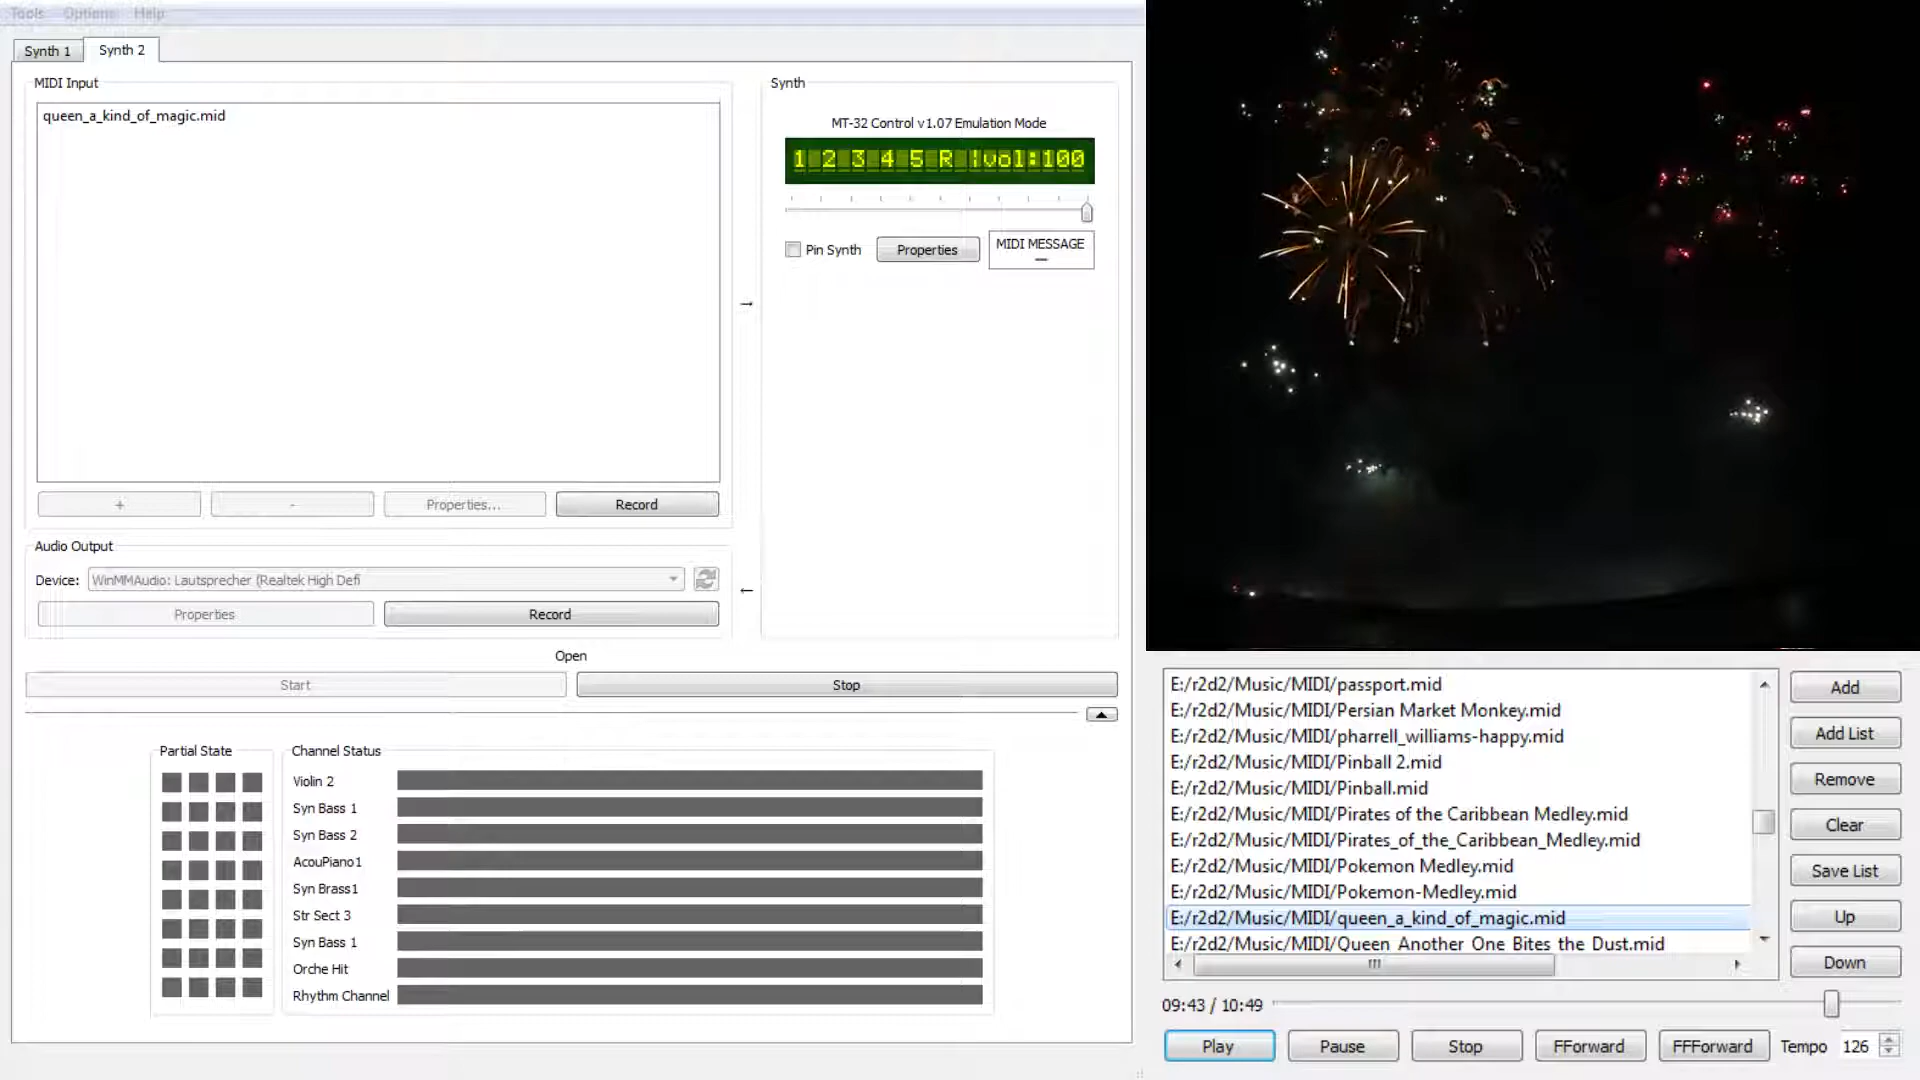 Tools Options Help
Synth 1 Synth 2
MIDI Input
queen_a_kind_of_magic.mid
+ - Properties... Record
Audio Output
Device: WinMMAudio: Lautsprecher (Realtek High Defi
Properties Record
Synth
MT-32 Control v1.07 Emulation Mode
1 2 3 4 5 R |vol:100
Pin Synth Properties MIDI MESSAGE
Open
Start Stop
Partial State Channel Status
Violin 2
Syn Bass 1
Syn Bass 2
AcouPiano1
Syn Brass1
Str Sect 3
Syn Bass 1
Orche Hit
Rhythm Channel
E:/r2d2/Music/MIDI/passport.mid
E:/r2d2/Music/MIDI/Persian Market Monkey.mid
E:/r2d2/Music/MIDI/pharrell_williams-happy.mid
E:/r2d2/Music/MIDI/Pinball 2.mid
E:/r2d2/Music/MIDI/Pinball.mid
E:/r2d2/Music/MIDI/Pirates of the Caribbean Medley.mid
E:/r2d2/Music/MIDI/Pirates_of_the_Caribbean_Medley.mid
E:/r2d2/Music/MIDI/Pokemon Medley.mid
E:/r2d2/Music/MIDI/Pokemon-Medley.mid
E:/r2d2/Music/MIDI/queen_a_kind_of_magic.mid
E:/r2d2/Music/MIDI/Queen Another One Bites the Dust.mid
Add
Add List
Remove
Clear
Save List
Up
Down
09:43 / 10:49
Play Pause Stop FForward FFForward Tempo 126